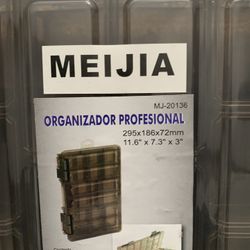 MEIJIA
MJ-20136
ORGANIZADOR PROFESIONAL
295x186x72mm
11.6" x 7.3" x 3"